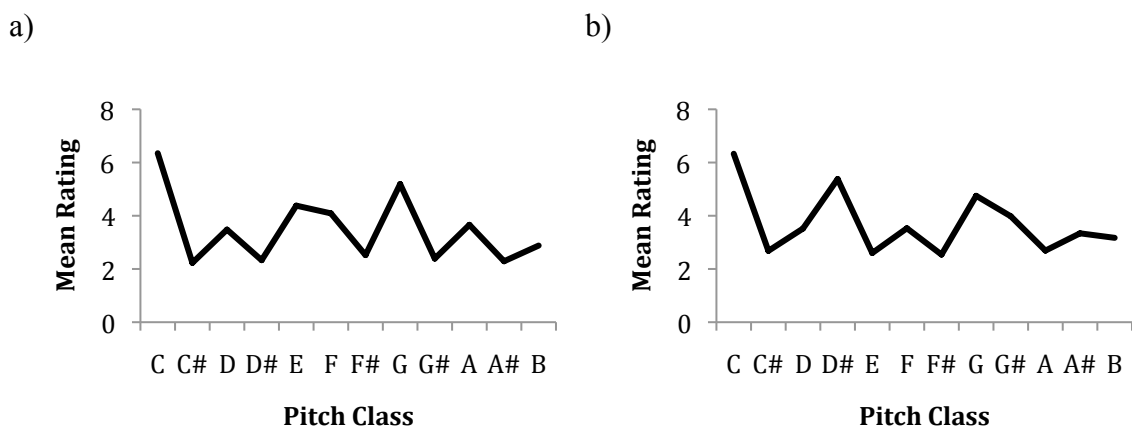 a)
8
6
4
2
0
Mean Rating
C C# D D# E F F# G G# A A# B
Pitch Class
b)
8
6
4
2
0
Mean Rating
C C# D D# E F F# G G# A A# B
Pitch Class